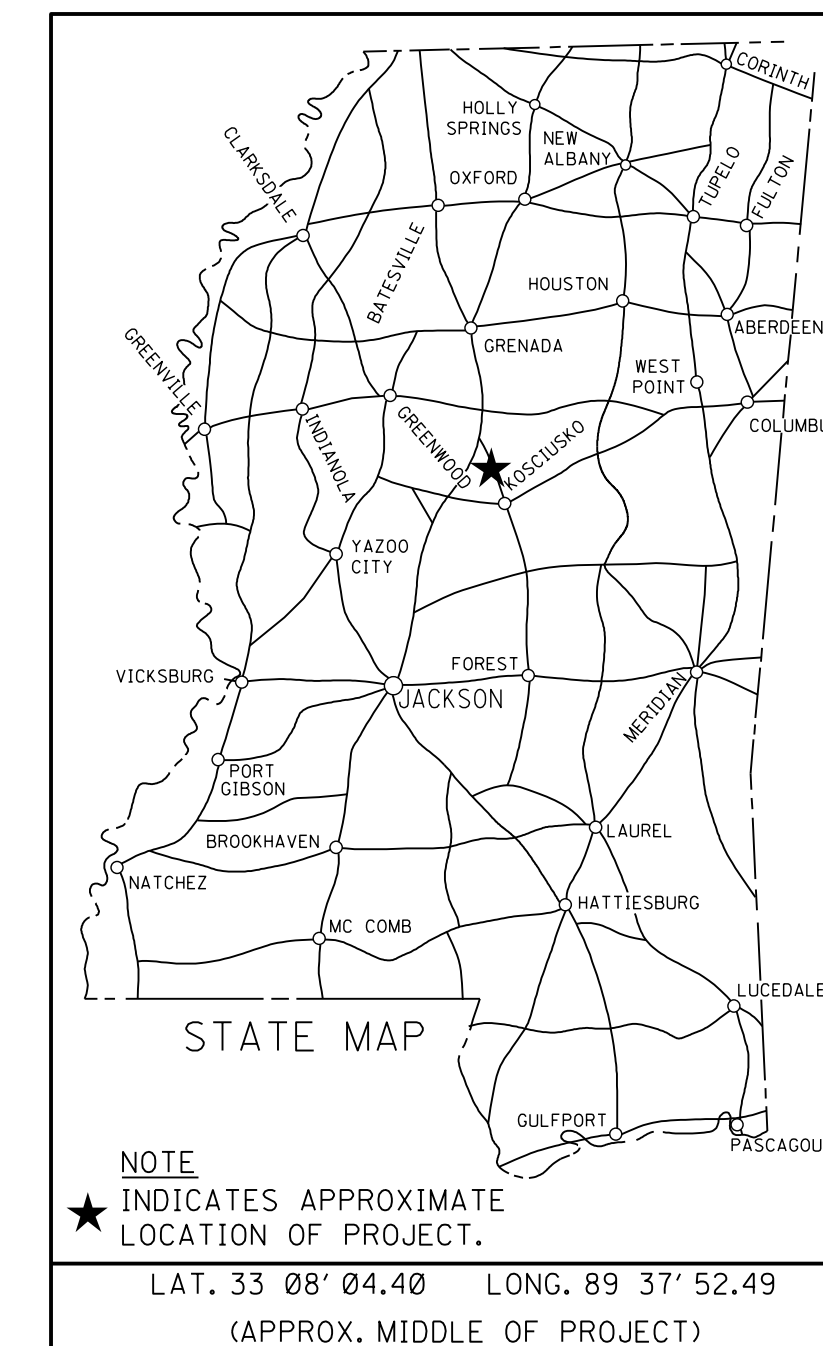 CORINTH
HOLLY
SPRINGS
NEW
ALBANY
CLARKSDALE
OXFORD
TUPELO
FULTON
BATESVILLE
HOUSTON
ABERDEEN
GREENVILLE
GRENADA
WEST
POINT
COLUMBU
INDIANOLA
GREENWOOD
KOSCIUSKO
YAZOO
CITY
VICKSBURG
FOREST
JACKSON
MERIDIAN
PORT
GIBSON
BROOKHAVEN
LAUREL
NATCHEZ
HATTIESBURG
MC COMB
LUCEDALE
STATE MAP
GULFPORT
PASCAGOU
NOTE
INDICATES APPROXIMATE
LOCATION OF PROJECT.
LAT. 33 08' 04.40 LONG. 89 37' 52.49
(APPROX. MIDDLE OF PROJECT)